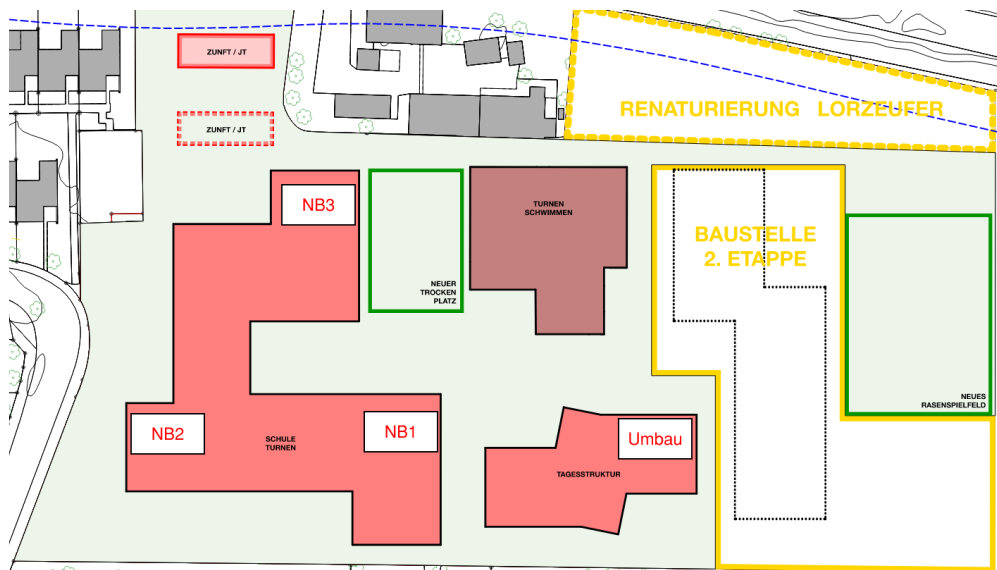 ZUNFT / JT
RENATURIERUNG LORZEUFER
ZUNFT / JT
NB3
TURNEN
SCHWIMMEN
BAUSTELLE
2. ETAPPE
NEUER
TROCKEN
PLATZ
NEUES
RASENSPIELFELD
NB2
NB1
Umbau
SCHULE
TURNEN
TAGESSTRUKTUR